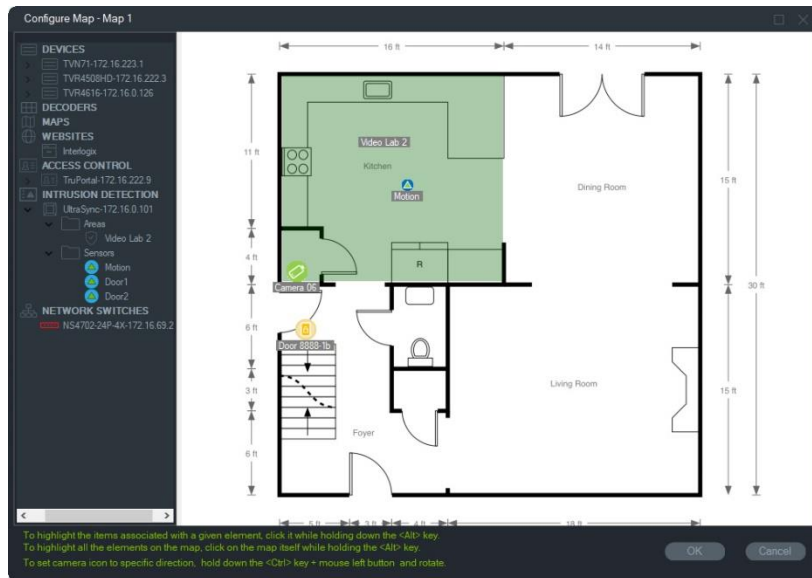 Configure Map - Map 1
DEVICES
TVN71-172.16.223.1
TVR4508HD-172.16.222.3
TVR4616-172.16.0.126
DECODERS
MAPS
WEBSITES
Interlogix
ACCESS CONTROL
TruPortal-172.16.222.9
INTRUSION DETECTION
UltraSync-172.16.0.101
Areas
Video Lab 2
Sensors
Motion
Door1
Door2
NETWORK SWITCHES
NS4702-24P-4X-172.16.69.2
16 ft
14 ft
11 ft
Video Lab 2
Kitchen
Motion
Dining Room
15 ft
30 ft
4 ft
R
Camera 06
6 ft
Door 8888-1b
3 ft
Living Room
15 ft
Foyer
6 ft
5 ft
3 ft
4 ft
18 ft
To highlight the items associated with a given element, click it while holding down the <Alt> key.
To highlight all the elements on the map, click on the map itself while holding the <Alt> key.
To set camera icon to specific direction, hold down the <Ctrl> key + mouse left button and rotate.
OK
Cancel